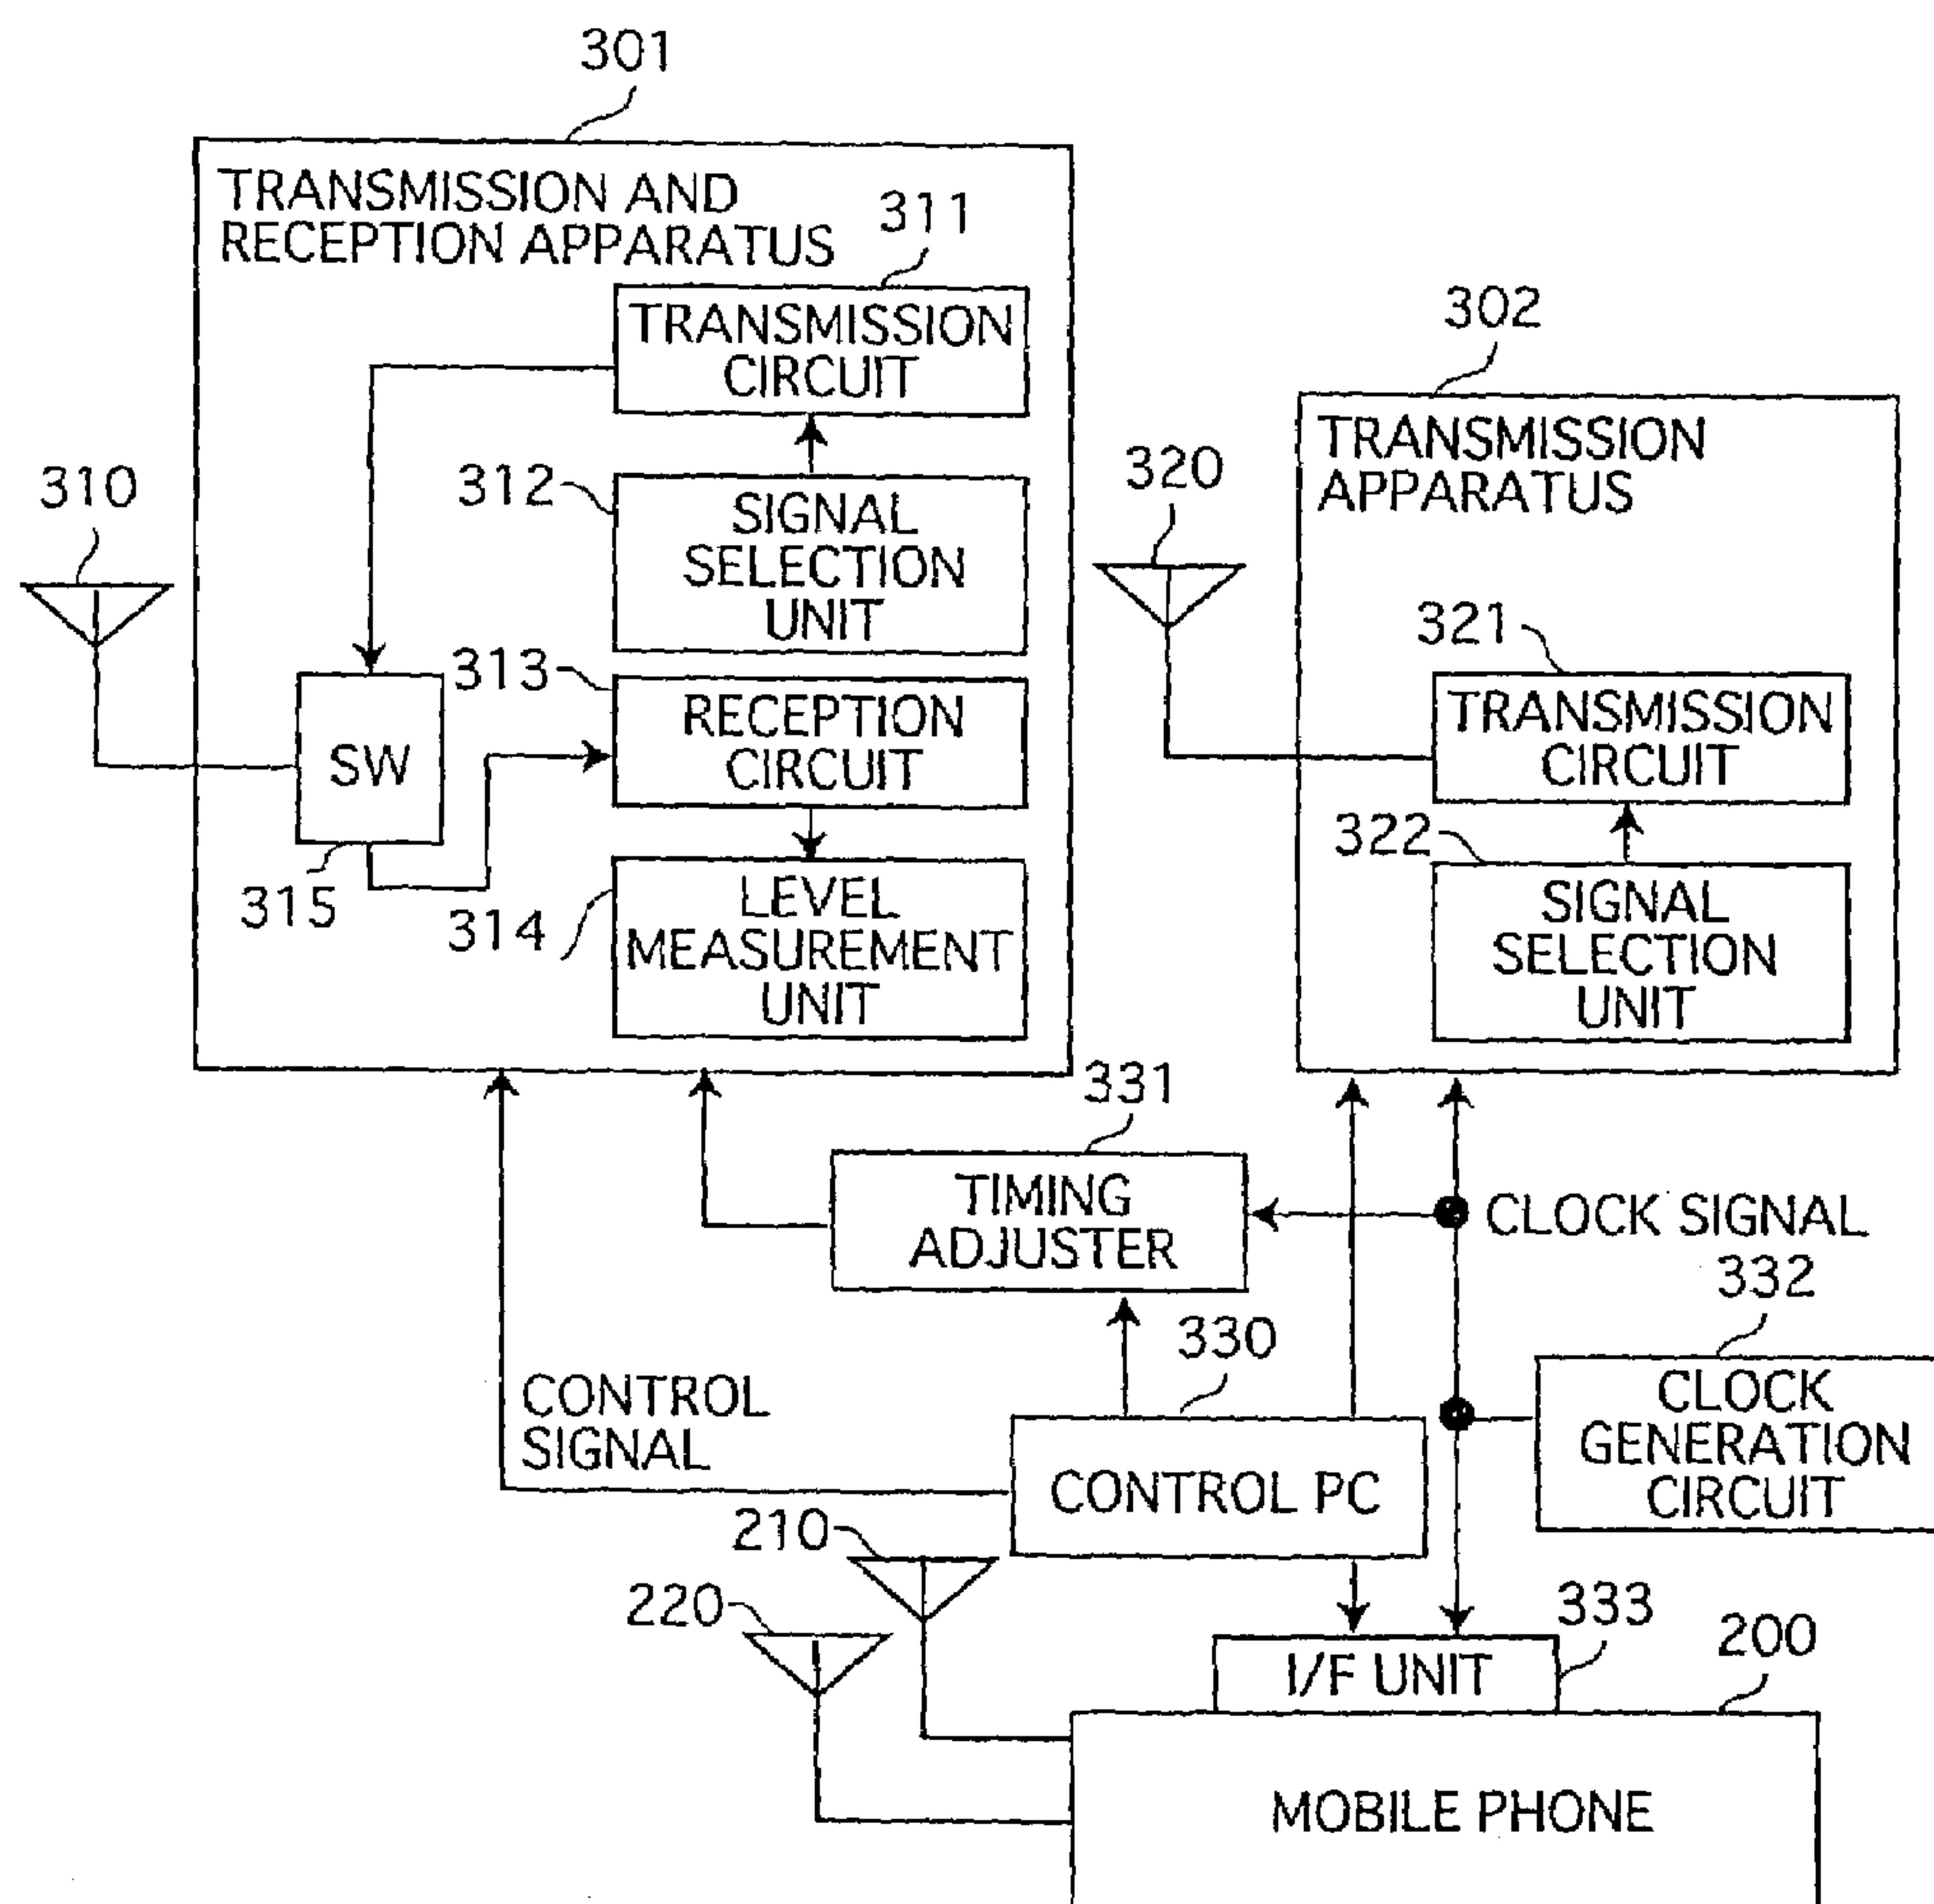 301
TRANSMISSION AND
RECEPTION APPARATUS
311
TRANSMISSION
CIRCUIT
312
SIGNAL
SELECTION
UNIT
310
313
RECEPTION
CIRCUIT
SW
315
314
LEVEL
MEASUREMENT
UNIT
302
TRANSMISSION
APPARATUS
320
321
TRANSMISSION
CIRCUIT
322
SIGNAL
SELECTION
UNIT
331
TIMING
ADJUSTER
CLOCK SIGNAL
332
CLOCK
GENERATION
CIRCUIT
330
CONTROL
SIGNAL
CONTROL PC
210
220
333
I/F UNIT
200
MOBILE PHONE